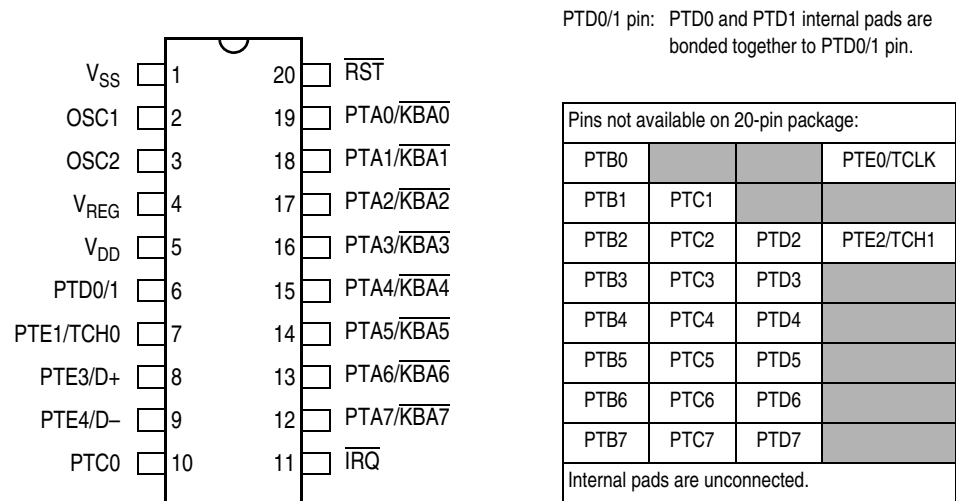 PTD0/1 pin: PTD0 and PTD1 internal pads are
bonded together to PTD0/1 pin.
VSS 1 20 RST
OSC1 2 19 PTA0/KBA0
OSC2 3 18 PTA1/KBA1
VREG 4 17 PTA2/KBA2
VDD 5 16 PTA3/KBA3
PTD0/1 6 15 PTA4/KBA4
PTE1/TCH0 7 14 PTA5/KBA5
PTE3/D+ 8 13 PTA6/KBA6
PTE4/D– 9 12 PTA7/KBA7
PTC0 10 11 IRQ
Pins not available on 20-pin package:
PTB0 PTE0/TCLK
PTB1 PTC1
PTB2 PTC2 PTD2 PTE2/TCH1
PTB3 PTC3 PTD3
PTB4 PTC4 PTD4
PTB5 PTC5 PTD5
PTB6 PTC6 PTD6
PTB7 PTC7 PTD7
Internal pads are unconnected.